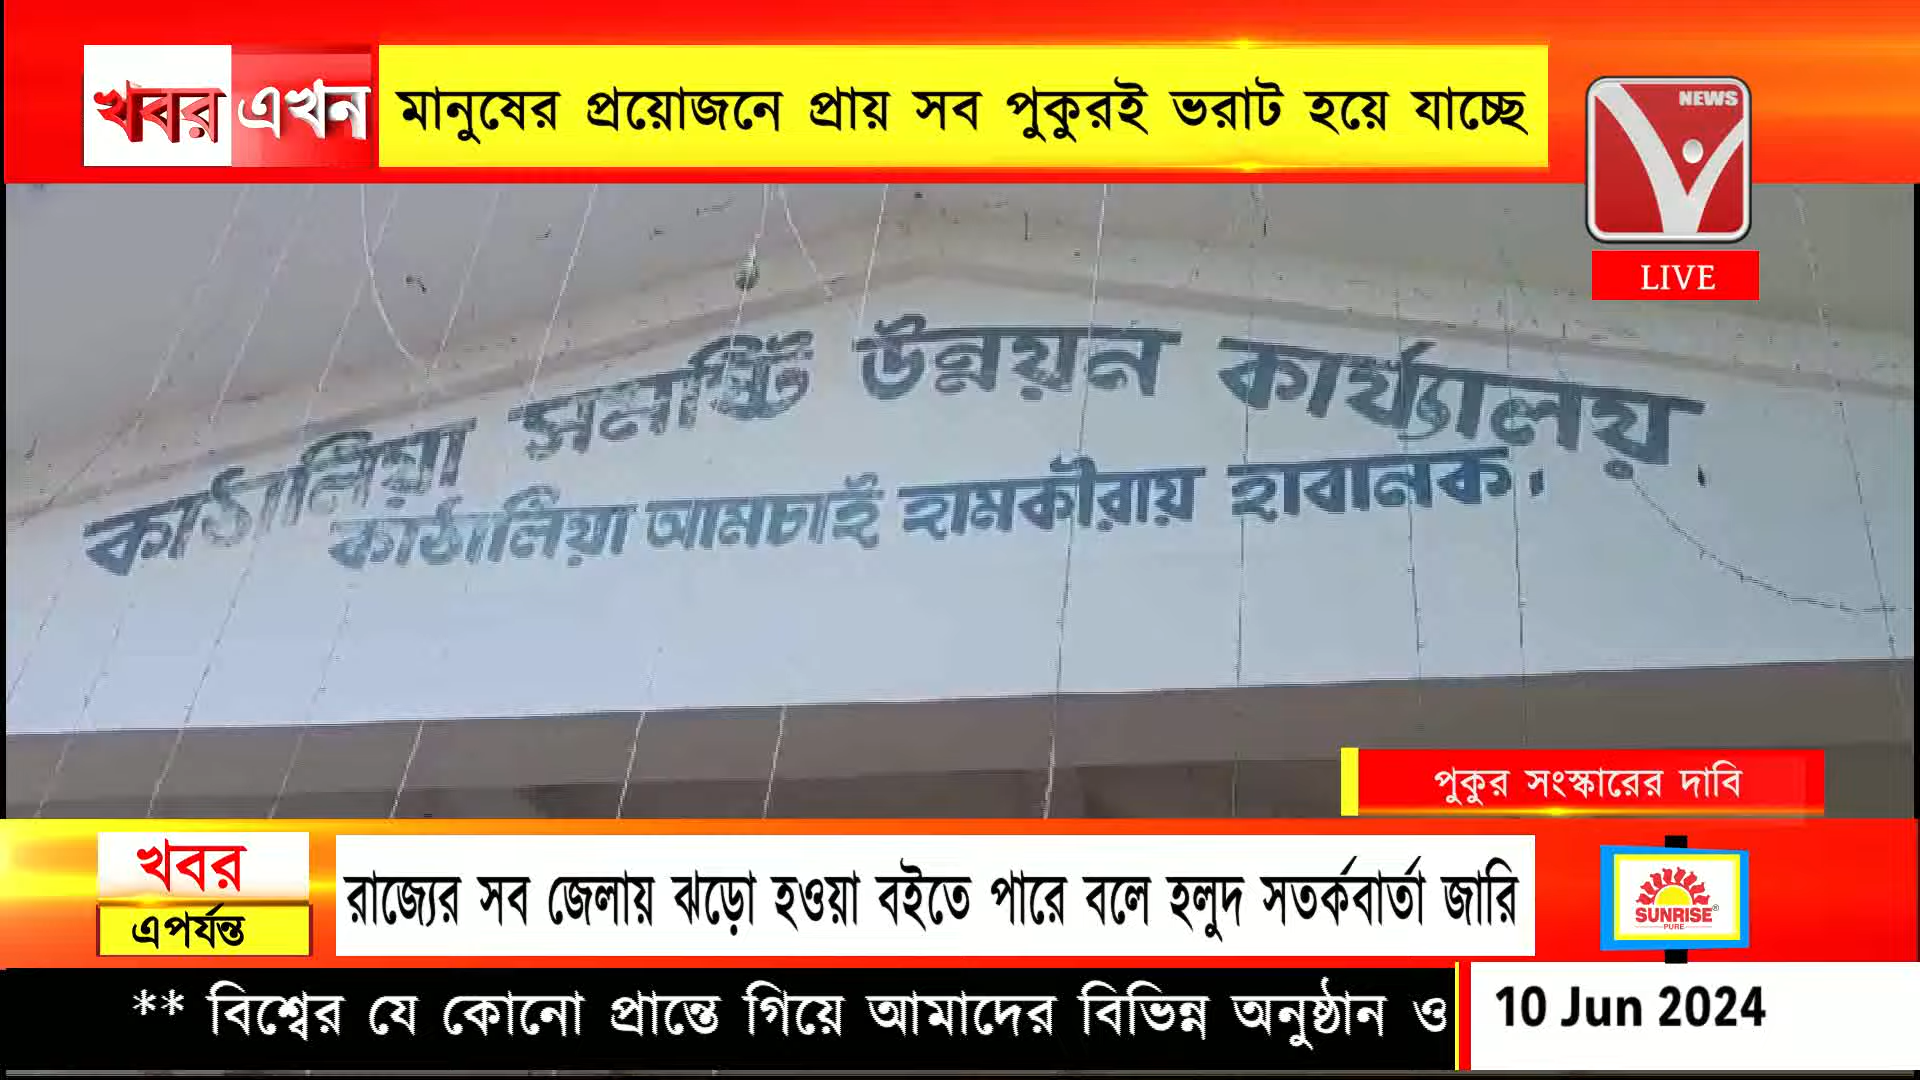 খবর এখন
মানুষের প্রয়োজনে প্রায় সব পুকুরই ভরাট হয়ে যাচ্ছে
NEWS
LIVE
কাঠালিয়া সমষ্টি উন্নয়ন কার্য্যালয়.
কাঠালিয়া আমচাই হামকীরায় হাবানক.
পুকুর সংস্কারের দাবি
খবর
এপর্যন্ত
রাজ্যের সব জেলায় ঝড়ো হওয়া বইতে পারে বলে হলুদ সতর্কবার্তা জারি
SUNRISE®
PURE
** বিশ্বের যে কোনো প্রান্তে গিয়ে আমাদের বিভিন্ন অনুষ্ঠান ও
10 Jun 2024